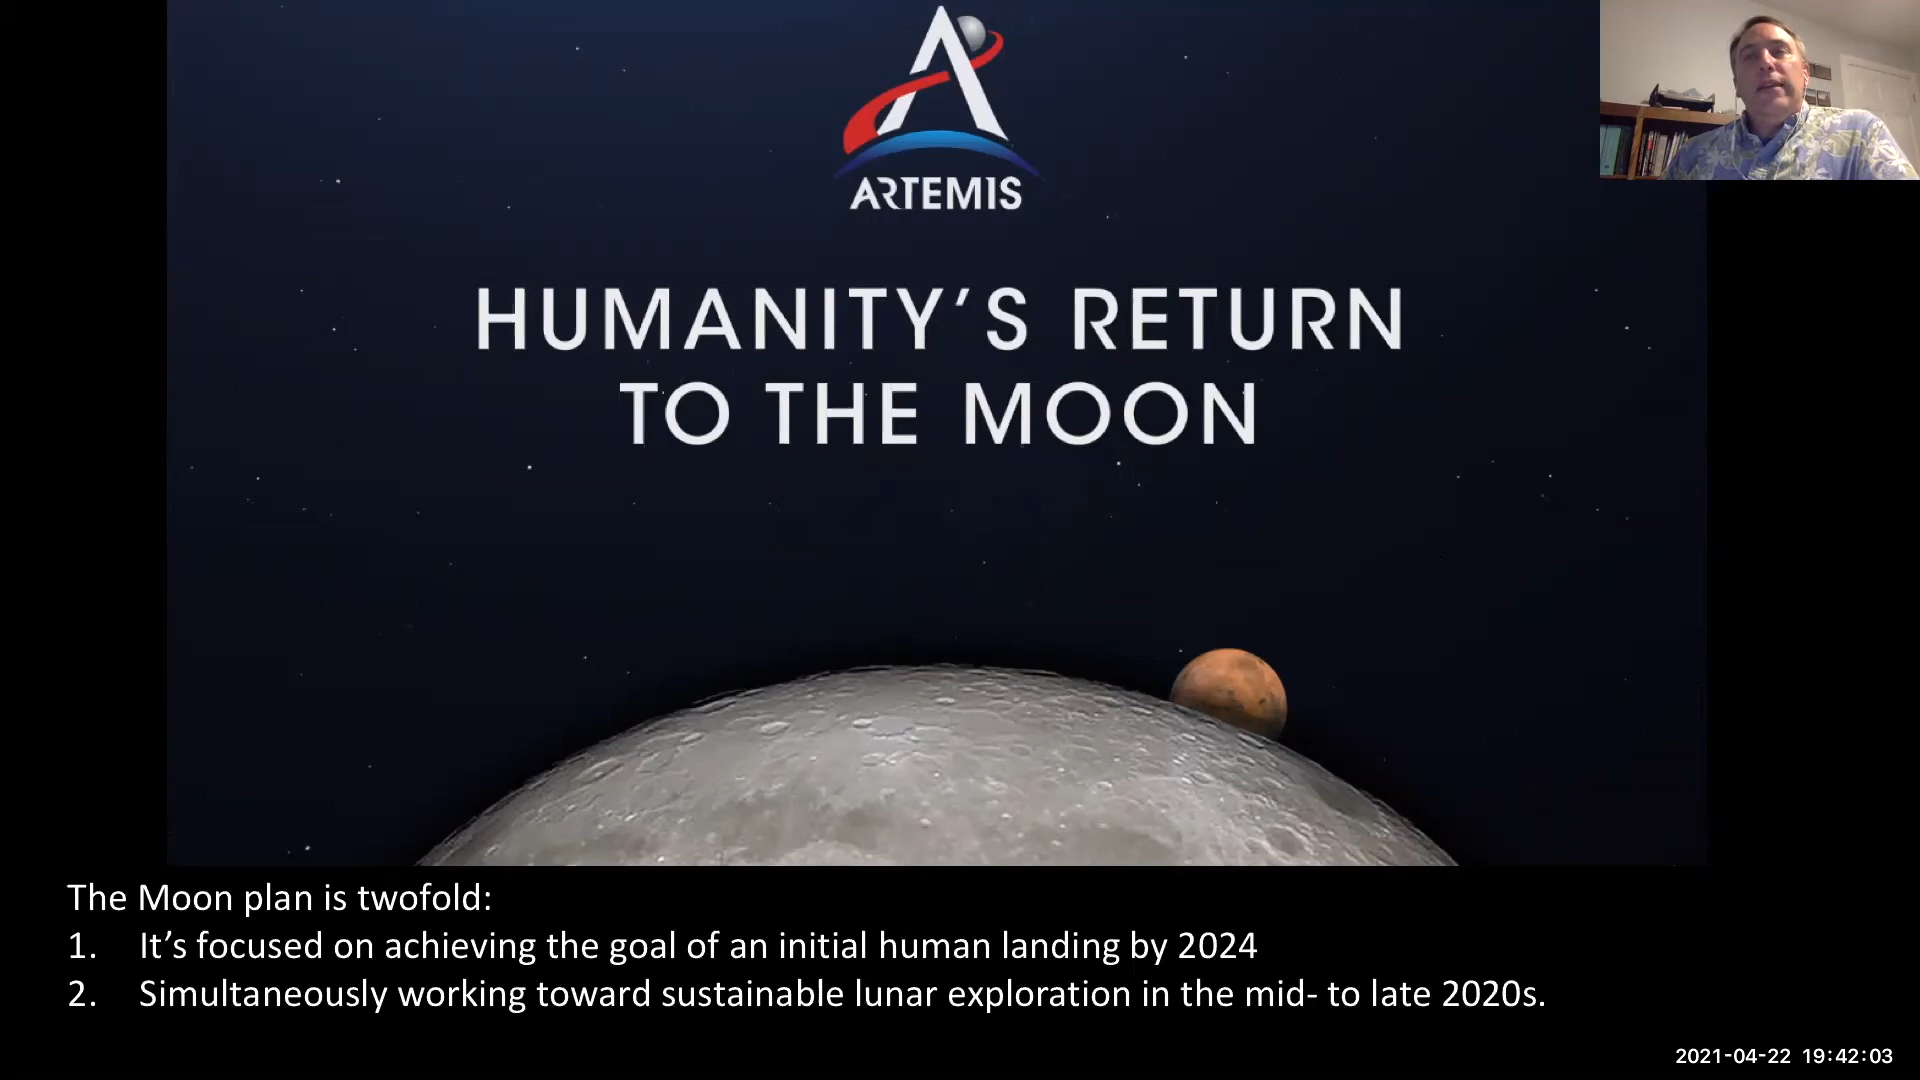 ARTEMIS
HUMANITY’S RETURN
TO THE MOON
The Moon plan is twofold:
1. It’s focused on achieving the goal of an initial human landing by 2024
2. Simultaneously working toward sustainable lunar exploration in the mid- to late 2020s.
2021-04-22 19:42:03